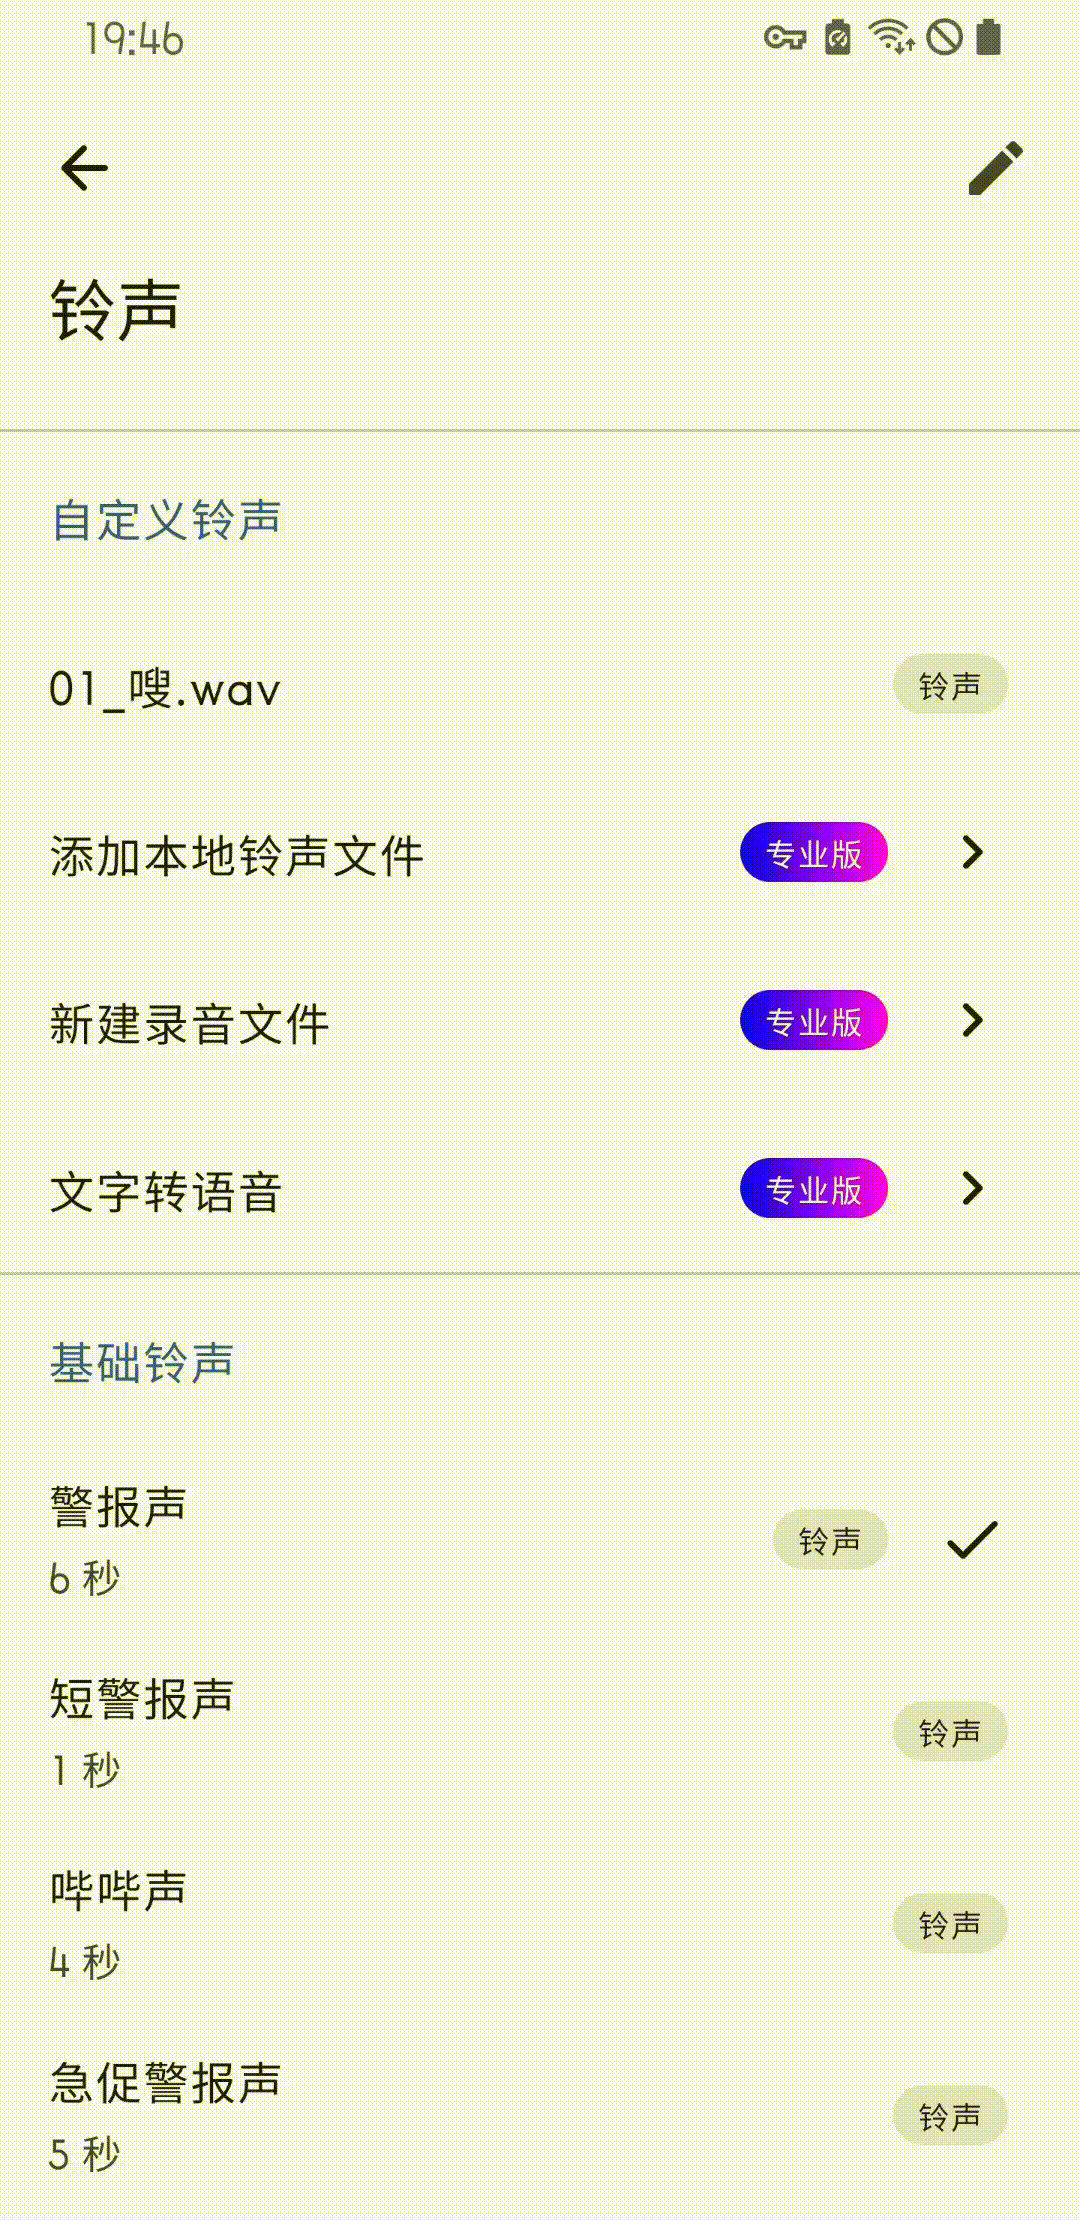 19:46
铃声
自定义铃声
01_嗖.wav 铃声
添加本地铃声文件 专业版
新建录音文件 专业版
文字转语音 专业版
基础铃声
警报声
6 秒
铃声
短警报声
1 秒
铃声
哔哔声
4 秒
铃声
急促警报声
5 秒
铃声